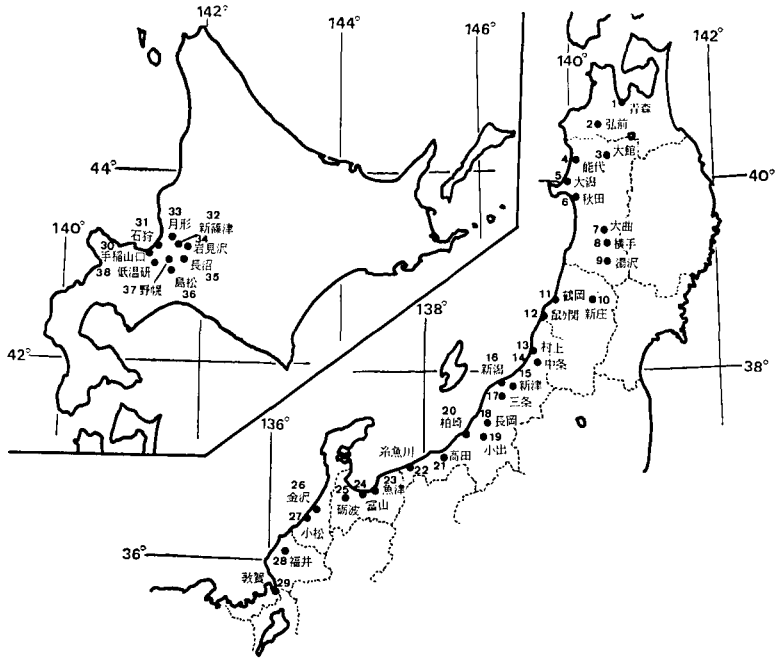 142°
144°
146°
44°
140°
42°
31
石狩
33
月形
32
新篠津
34
岩見沢
30
手稲山口
38
低温研
長沼
35
37 野幌
島松
36
140°
142°
40°
38°
138°
136°
36°
1
青森
2
弘前
3
大館
4
能代
5
大潟
6
秋田
7
大曲
8
横手
9
湯沢
10
新庄
11
鶴岡
12
鼠ケ関
13
村上
14
中条
15
新津
16
新潟
17
三条
18
長岡
19
小出
20
柏崎
21
高田
糸魚川
22
23
魚津
24
富山
25
砺波
26
金沢
27
小松
28
福井
敦賀
29